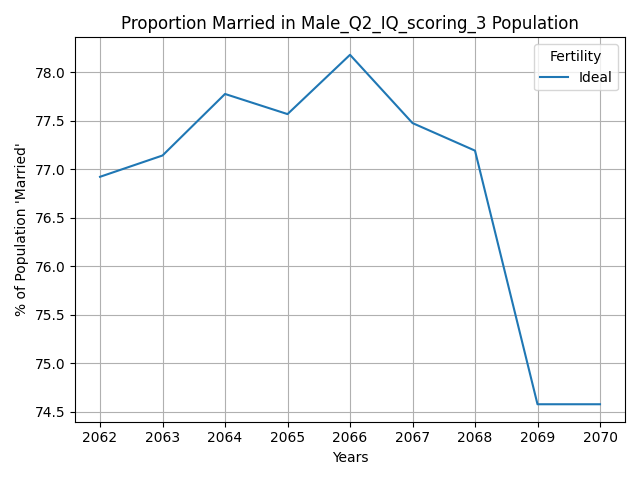 Proportion Married in Male_Q2_IQ_scoring_3 Population
Fertility
Ideal
% of Population 'Married'
78.0
77.5
77.0
76.5
76.0
75.5
75.0
74.5
2062 2063 2064 2065 2066 2067 2068 2069 2070
Years